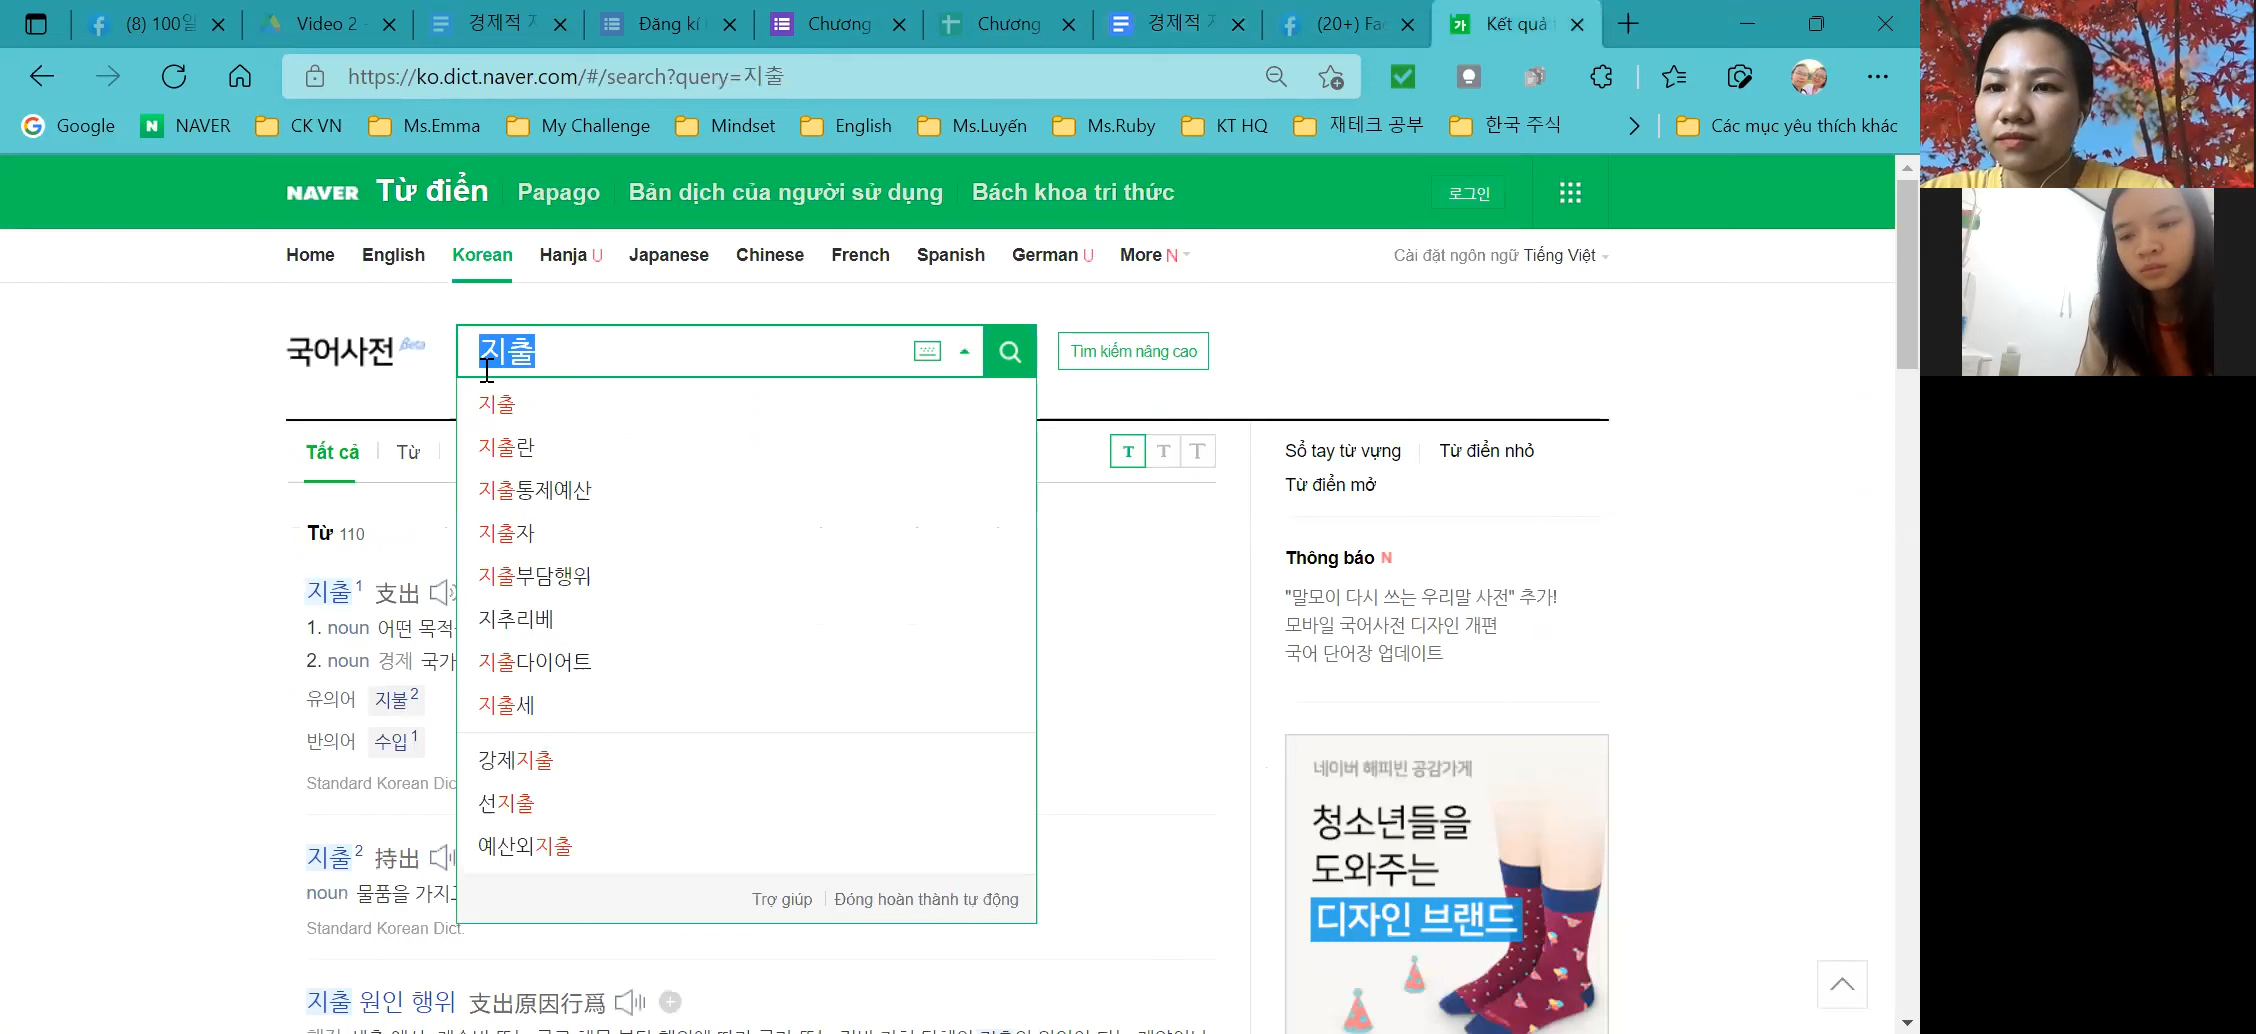 (8) 100일
Video 2 -
경제적 ㅈ
Đăng kí
Chương
Chương
경제적 ㅈ
(20+) Fac
Kết quả t
https://ko.dict.naver.com/#/search?query=지출
Google
N NAVER
CK VN
Ms.Emma
My Challenge
Mindset
English
Ms.Luyến
Ms.Ruby
KT HQ
재테크 공부
한국 주식
Các mục yêu thích khác
NAVER Từ điển Papago Bản dịch của người sử dụng Bách khoa tri thức 로그인
Home English Korean Hanja U Japanese Chinese French Spanish German U More N Cài đặt ngôn ngữ Tiếng Việt
국어사전 Beta 지출 Tìm kiếm nâng cao
지출
지출란
지출통제예산
지출자
지출부담행위
지추리베
지출다이어트
지출세
강제지출
선지출
예산외지출
Trợ giúp Đóng hoàn thành tự động
Tất cả Từ T T T
Từ 110
지출1 支出
1. noun 어떤 목적
2. noun 경제 국가
유의어 지불2
반의어 수입1
Standard Korean Dic
지출2 持出
noun 물품을 가지고
Standard Korean Dict.
지출 원인 행위 支出原因行爲
Sổ tay từ vựng Từ điển nhỏ
Từ điển mở
Thông báo N
"말모이 다시 쓰는 우리말 사전" 추가!
모바일 국어사전 디자인 개편
국어 단어장 업데이트
네이버 해피빈 공감가게
청소년들을
도와주는
디자인 브랜드